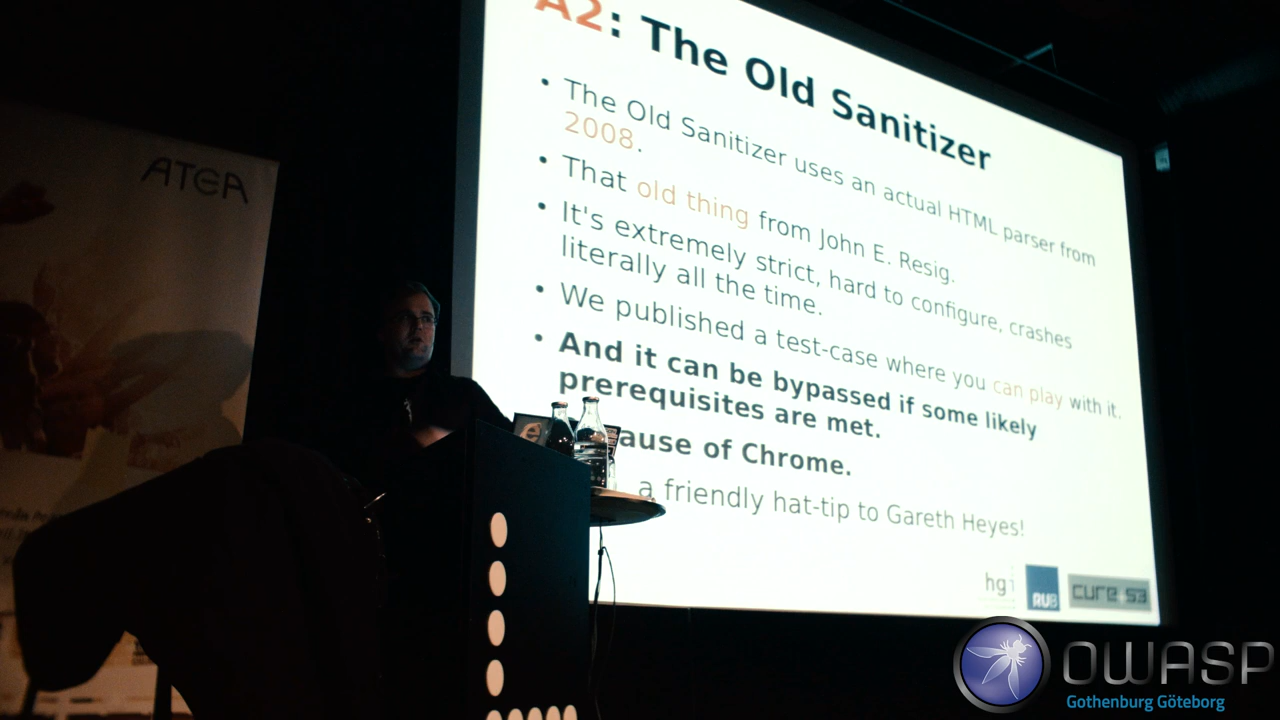 ATEA
A2: The Old Sanitizer
• The Old Sanitizer uses an actual HTML parser from
2008.
• That old thing from John E. Resig.
• It's extremely strict, hard to configure, crashes
literally all the time.
• We published a test-case where you can play with it.
• And it can be bypassed if some likely
prerequisites are met.
ause of Chrome.
a friendly hat-tip to Gareth Heyes!
hgi
RUB
cure53
OWASP
Gothenburg Göteborg